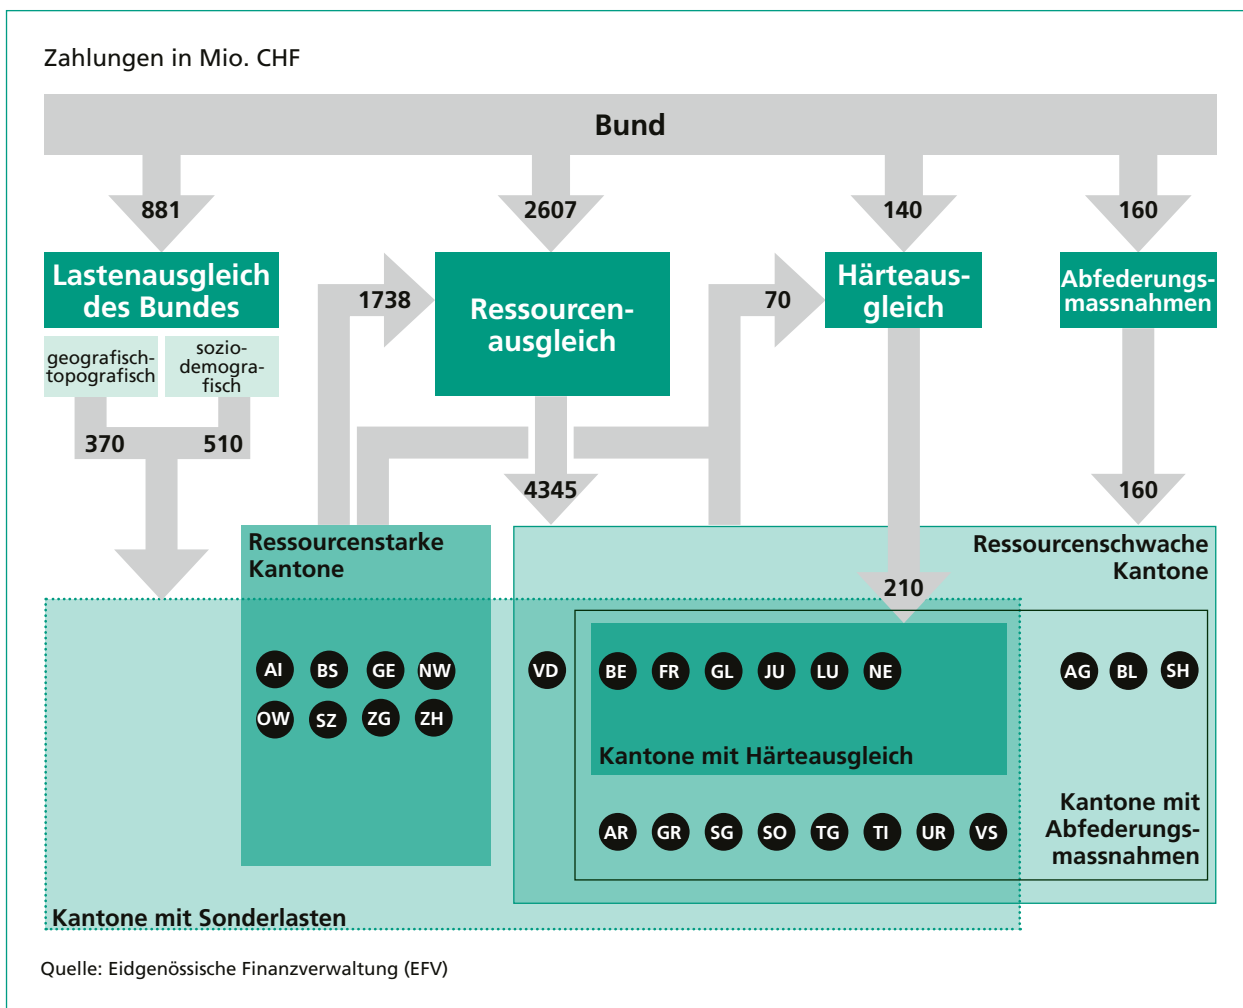 Zahlungen in Mio. CHF
Bund
881
2607
140
160
Lastenausgleich
des Bundes
1738
Ressourcen-
ausgleich
70
Härteaus-
gleich
Abfederungs-
massnahmen
geografisch-
topografisch
sozio-
demogra-
fisch
370
510
4345
160
Ressourcenstarke
Kantone
Ressourcenschwache
Kantone
210
AI
BS
GE
NW
VD
BE
FR
GL
JU
LU
NE
AG
BL
SH
OW
SZ
ZG
ZH
Kantone mit Härteausgleich
AR
GR
SG
SO
TG
TI
UR
VS
Kantone mit
Abfederungs-
massnahmen
Kantone mit Sonderlasten
Quelle: Eidgenössische Finanzverwaltung (EFV)